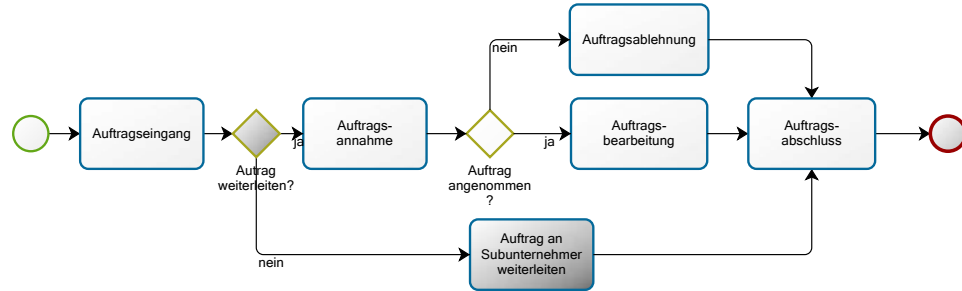 nein
Auftragsablehnung
Auftragseingang
Auftrags-
annahme
Auftrags-
bearbeitung
Auftrags-
abschluss
ja
ja
Autrag
weiterleiten?
Auftrag
angenommen
?
nein
Auftrag an
Subunternehmer
weiterleiten